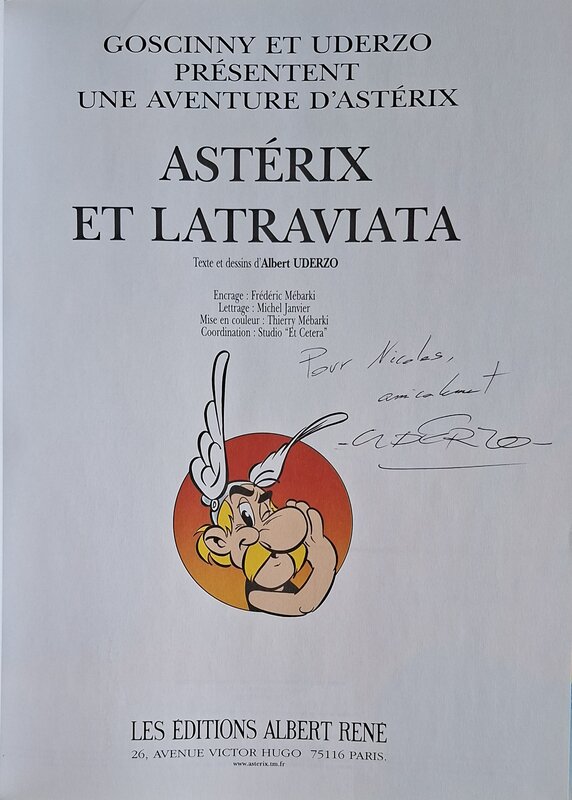 GOSCINNY ET UDERZO
PRÉSENTENT
UNE AVENTURE D'ASTÉRIX
ASTÉRIX
ET LATRAVIATA
Texte et dessins d'Albert UDERZO
Encrage : Frédéric Mébarki
Lettrage : Michel Janvier
Mise en couleur : Thierry Mébarki
Coordination : Studio "Et Cetera"
Pour Nicolas,
amicalement
-UDERZO-
LES ÉDITIONS ALBERT RENÉ
26, AVENUE VICTOR HUGO 75116 PARIS.
www.asterix.tm.fr